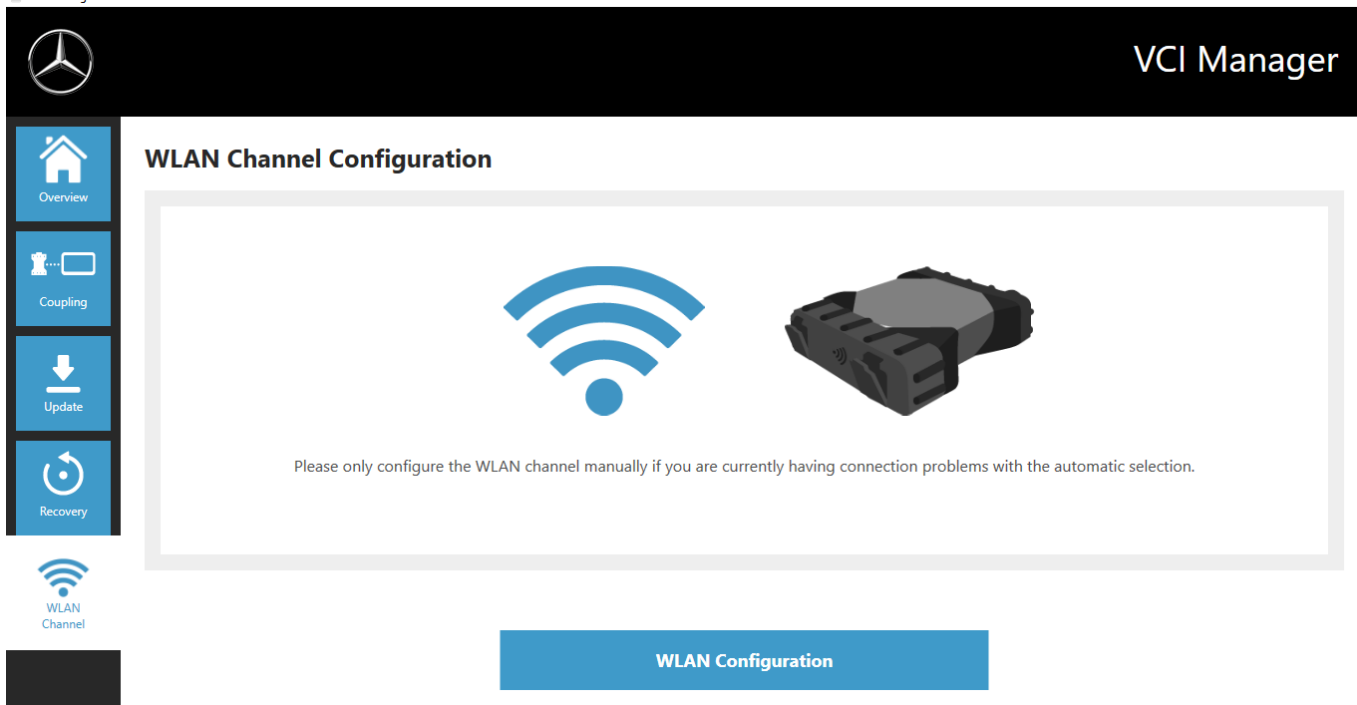 VCI Manager
Overview
Coupling
Update
Recovery
WLAN
Channel
WLAN Channel Configuration
Please only configure the WLAN channel manually if you are currently having connection problems with the automatic selection.
WLAN Configuration